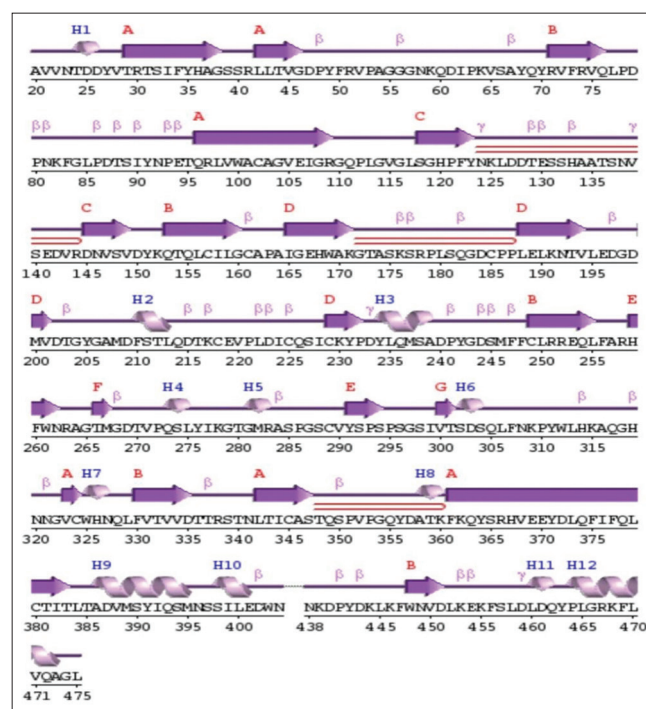 H1 A A β β β B
AVVNTDDYVTRTSIFYHAGSSRLLTVGDPYFRVPAGGGNKQDIPKVSAYQYRVFRVQLPD
20 25 30 35 40 45 50 55 60 65 70 75
ββ β β β ββ A C γ ββ β γ
PNKFGLPDTSIYNPETQRLVWACAGVEIGRGQPLGVGLSGHPFYNKLDDTESSHAATSNV
80 85 90 95 100 105 110 115 120 125 130 135
C B β D ββ β D β
SEDVRDNVSVDYKQTQLCILGCAPAIGEHWAKGTASKSRPLSQGDCPPLELKNTVLEDGD
140 145 150 155 160 165 170 175 180 185 190 195
D β H2 β β ββ β D γ H3 β ββ β B E
MVDTGYGAMDFSTLQDTKCEVPLDICQSICKYPDYLQMSADPYGDSMFFCLRREQLFARH
200 205 210 215 220 225 230 235 240 245 250 255
F β H4 H5 β E G H6 β β
FWNRAGTMGDTVPQSLYIKGTGMRASPGSCVYSPSPSGSIVTSDSQLFNKPYWLHKAQGH
260 265 270 275 280 285 290 295 300 305 310 315
β A H7 B β A β H8 A
NNGVCWHNQLFVTVVDTTRSTNLTICASTQSPVPGQYDATKFKQYSRHVEEYDLQFIFQL
320 325 330 335 340 345 350 355 360 365 370 375
H9 H10 β β β B ββ γ H11 H12
CTITLTADVMSYIQSMNSSILEDWN NKDPYDKLKFWNVDLKEKFSLDLDQYPLGRKFL
380 385 390 395 400 438 445 450 455 460 465 470
VQAGL
471 475